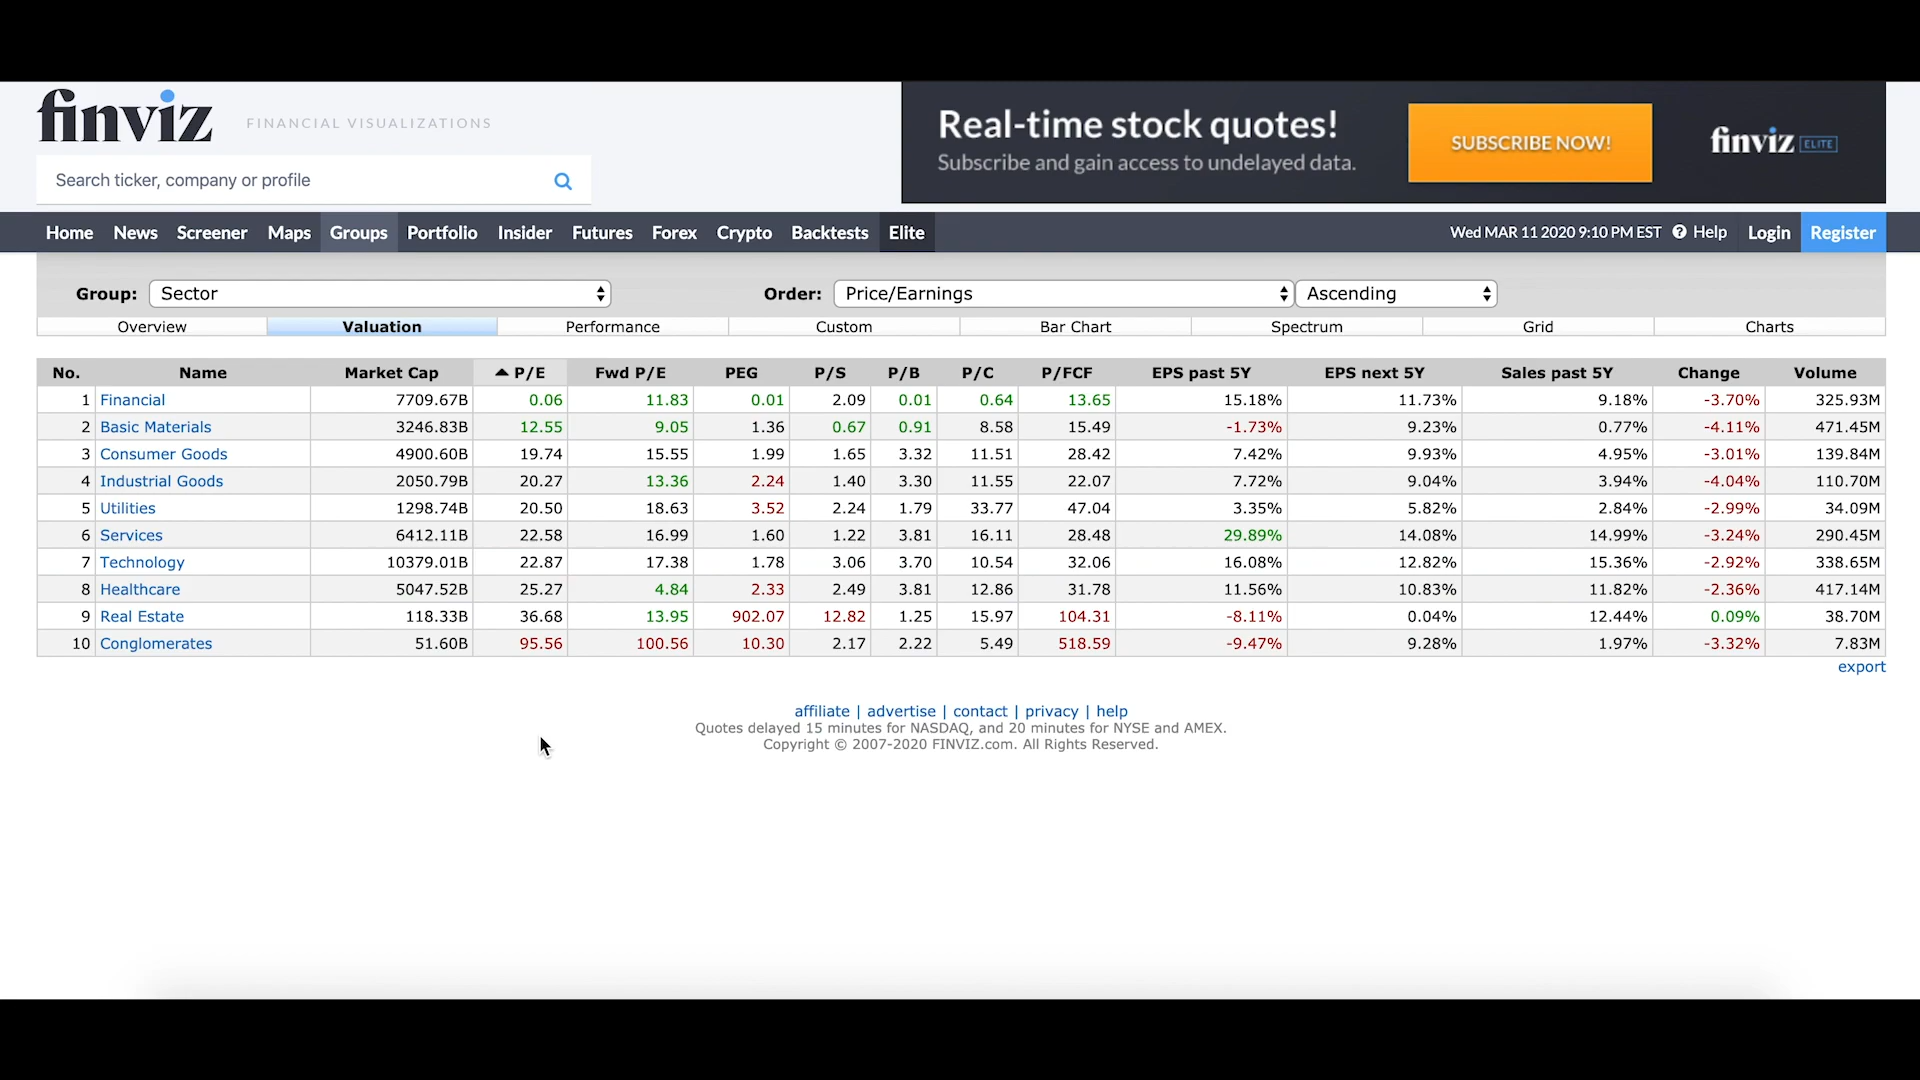 finviz FINANCIAL VISUALIZATIONS
Real-time stock quotes!
Subscribe and gain access to undelayed data.
SUBSCRIBE NOW!
finviz ELITE
Search ticker, company or profile
Home News Screener Maps Groups Portfolio Insider Futures Forex Crypto Backtests Elite Wed MAR 11 2020 9:10 PM EST ? Help Login Register
Group: Sector Order: Price/Earnings Ascending
Overview Valuation Performance Custom Bar Chart Spectrum Grid Charts
No. Name Market Cap P/E Fwd P/E PEG P/S P/B P/C P/FCF EPS past 5Y EPS next 5Y Sales past 5Y Change Volume
1 Financial 7709.67B 0.06 11.83 0.01 2.09 0.01 0.64 13.65 15.18% 11.73% 9.18% -3.70% 325.93M
2 Basic Materials 3246.83B 12.55 9.05 1.36 0.67 0.91 8.58 15.49 -1.73% 9.23% 0.77% -4.11% 471.45M
3 Consumer Goods 4900.60B 19.74 15.55 1.99 1.65 3.32 11.51 28.42 7.42% 9.93% 4.95% -3.01% 139.84M
4 Industrial Goods 2050.79B 20.27 13.36 2.24 1.40 3.30 11.55 22.07 7.72% 9.04% 3.94% -4.04% 110.70M
5 Utilities 1298.74B 20.50 18.63 3.52 2.24 1.79 33.77 47.04 3.35% 5.82% 2.84% -2.99% 34.09M
6 Services 6412.11B 22.58 16.99 1.60 1.22 3.81 16.11 28.48 29.89% 14.08% 14.99% -3.24% 290.45M
7 Technology 10379.01B 22.87 17.38 1.78 3.06 3.70 10.54 32.06 16.08% 12.82% 15.36% -2.92% 338.65M
8 Healthcare 5047.52B 25.27 4.84 2.33 2.49 3.81 12.86 31.78 11.56% 10.83% 11.82% -2.36% 417.14M
9 Real Estate 118.33B 36.68 13.95 902.07 12.82 1.25 15.97 104.31 -8.11% 0.04% 12.44% 0.09% 38.70M
10 Conglomerates 51.60B 95.56 100.56 10.30 2.17 2.22 5.49 518.59 -9.47% 9.28% 1.97% -3.32% 7.83M
export
affiliate | advertise | contact | privacy | help
Quotes delayed 15 minutes for NASDAQ, and 20 minutes for NYSE and AMEX.
Copyright © 2007-2020 FINVIZ.com. All Rights Reserved.